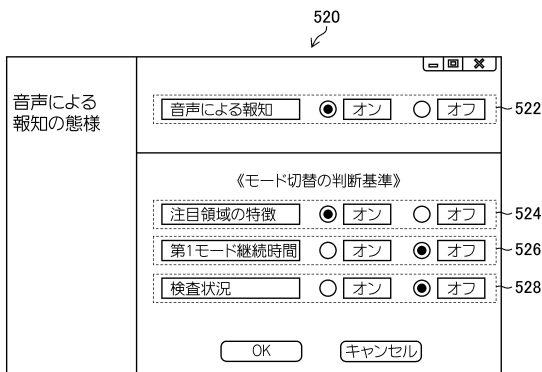 520
音声による
報知の態様
音声による報知 オン オフ 522
《モード切替の判断基準》
注目領域の特徴 オン オフ 524
第1モード継続時間 オン オフ 526
検査状況 オン オフ 528
OK キャンセル